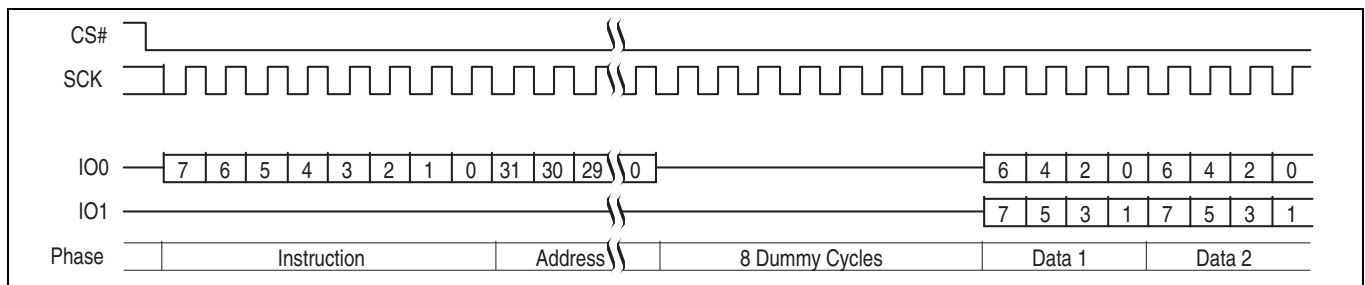 CS#
SCK
IO0 7 6 5 4 3 2 1 0 31 30 29 0 6 4 2 0 6 4 2 0
IO1 7 5 3 1 7 5 3 1
Phase Instruction Address 8 Dummy Cycles Data 1 Data 2